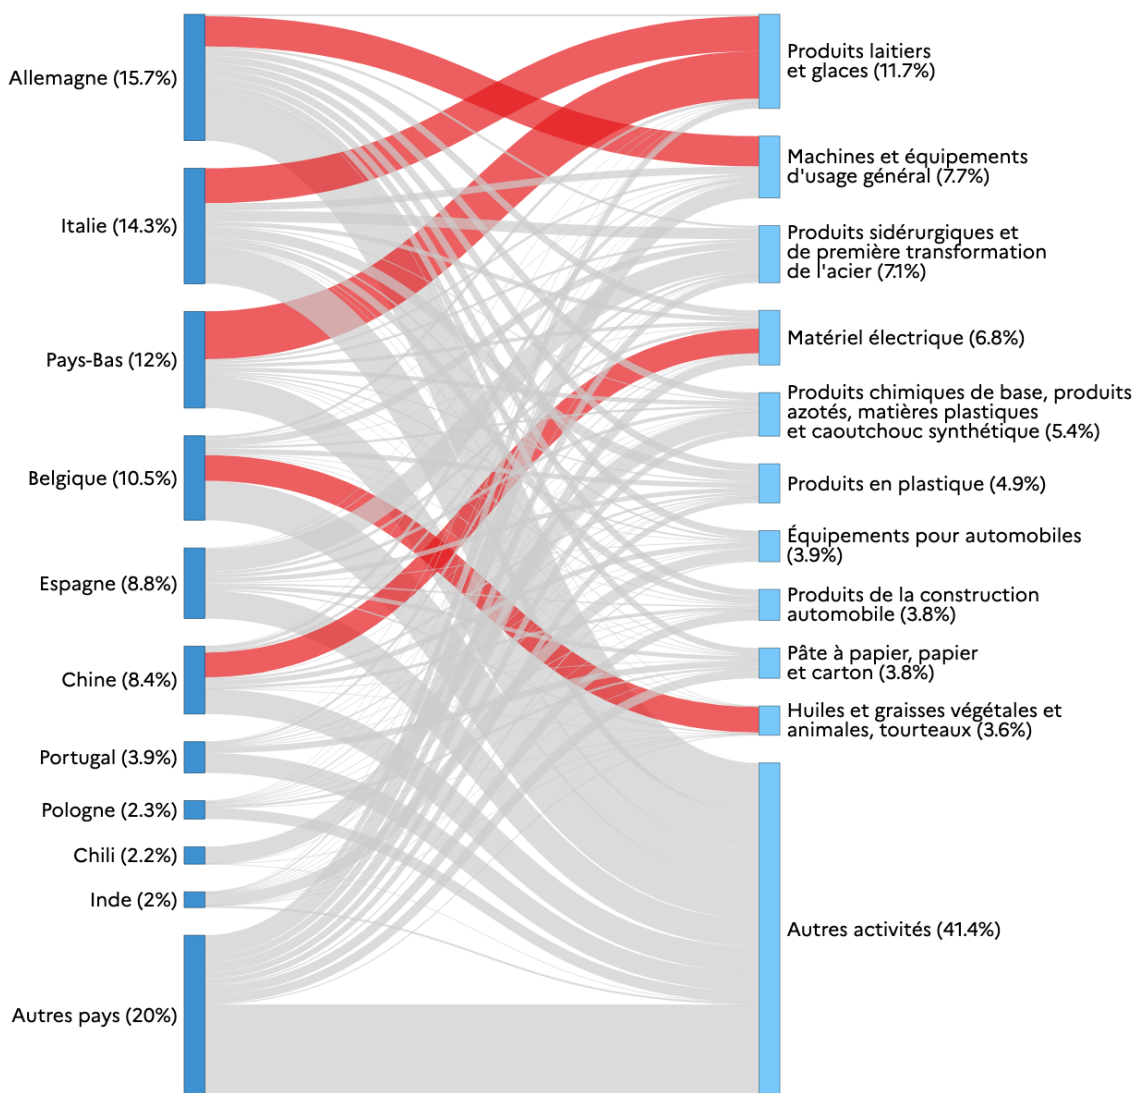 Allemagne (15.7%)
Italie (14.3%)
Pays-Bas (12%)
Belgique (10.5%)
Espagne (8.8%)
Chine (8.4%)
Portugal (3.9%)
Pologne (2.3%)
Chili (2.2%)
Inde (2%)
Autres pays (20%)
Produits laitiers
et glaces (11.7%)
Machines et équipements
d'usage général (7.7%)
Produits sidérurgiques et
de première transformation
de l'acier (7.1%)
Matériel électrique (6.8%)
Produits chimiques de base, produits
azotés, matières plastiques
et caoutchouc synthétique (5.4%)
Produits en plastique (4.9%)
Équipements pour automobiles
(3.9%)
Produits de la construction
automobile (3.8%)
Pâte à papier, papier
et carton (3.8%)
Huiles et graisses végétales et
animales, tourteaux (3.6%)
Autres activités (41.4%)